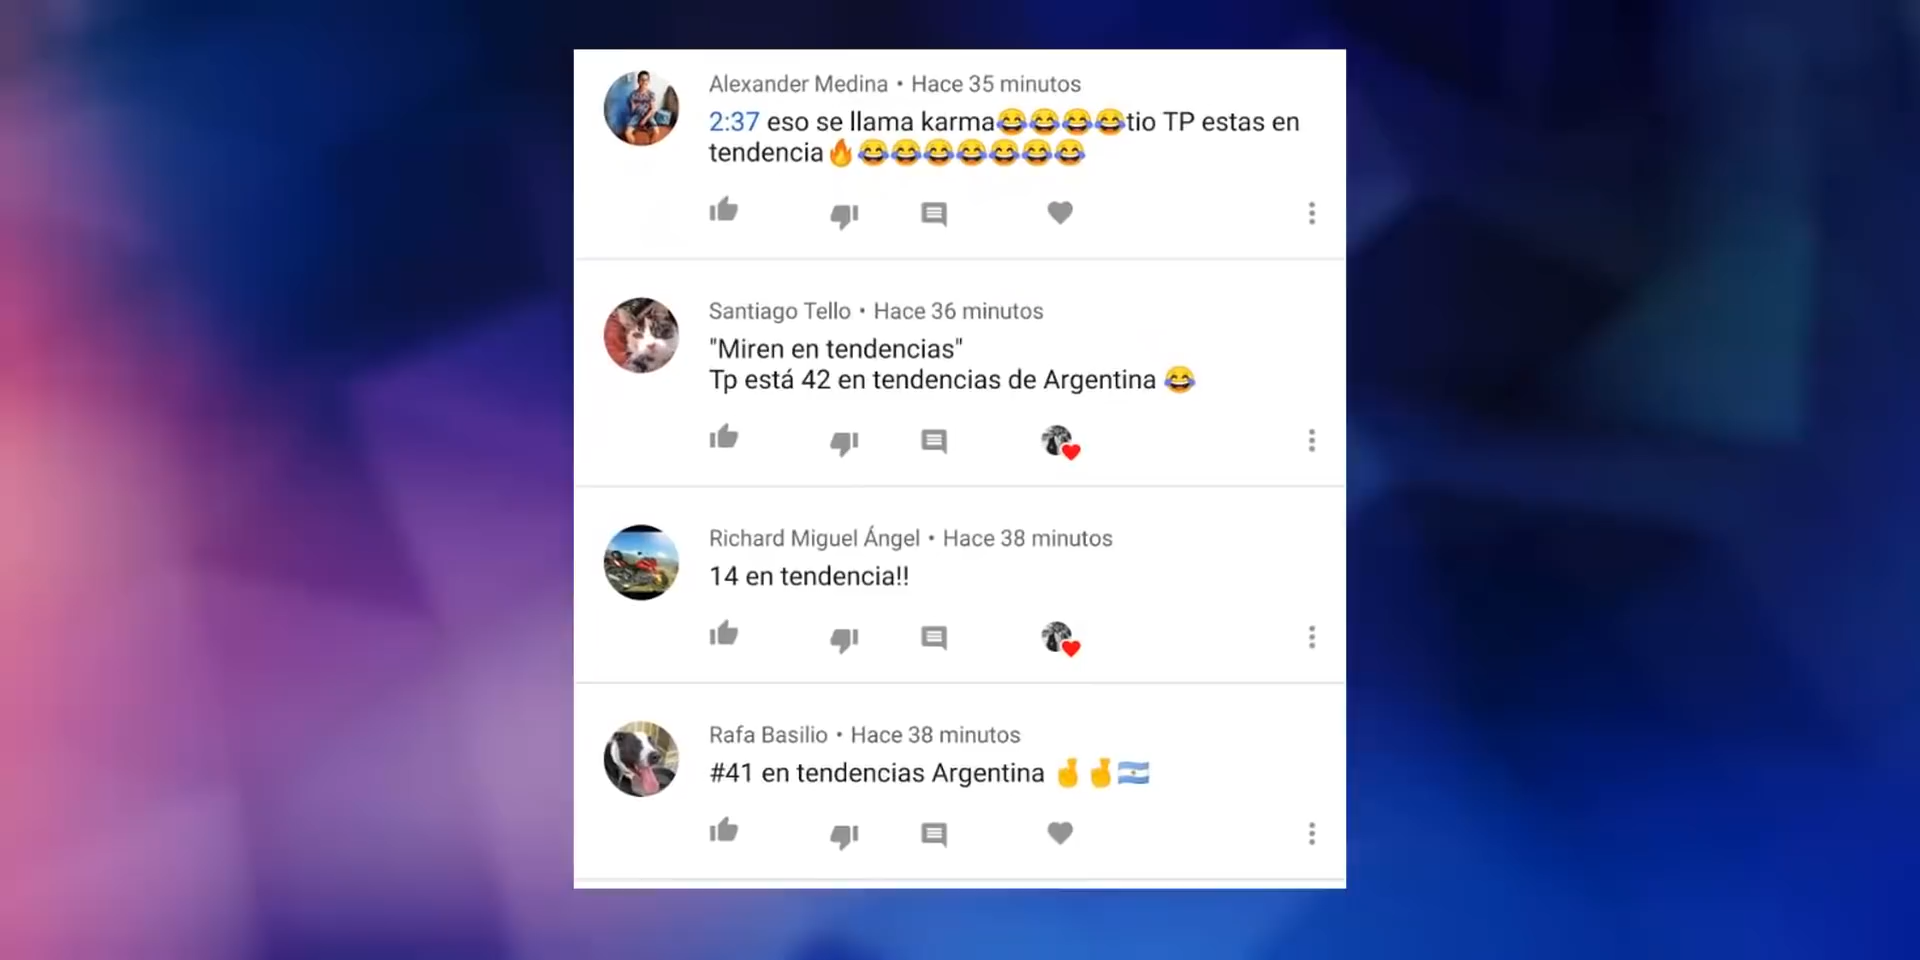 Alexander Medina • Hace 35 minutos
2:37 eso se llama karma😂😂😂😂tio TP estas en
tendencia🔥😂😂😂😂😂😂😂
Santiago Tello • Hace 36 minutos
"Miren en tendencias"
Tp está 42 en tendencias de Argentina 😂
Richard Miguel Ángel • Hace 38 minutos
14 en tendencia!!
Rafa Basilio • Hace 38 minutos
#41 en tendencias Argentina 🤞🤞🇦🇷